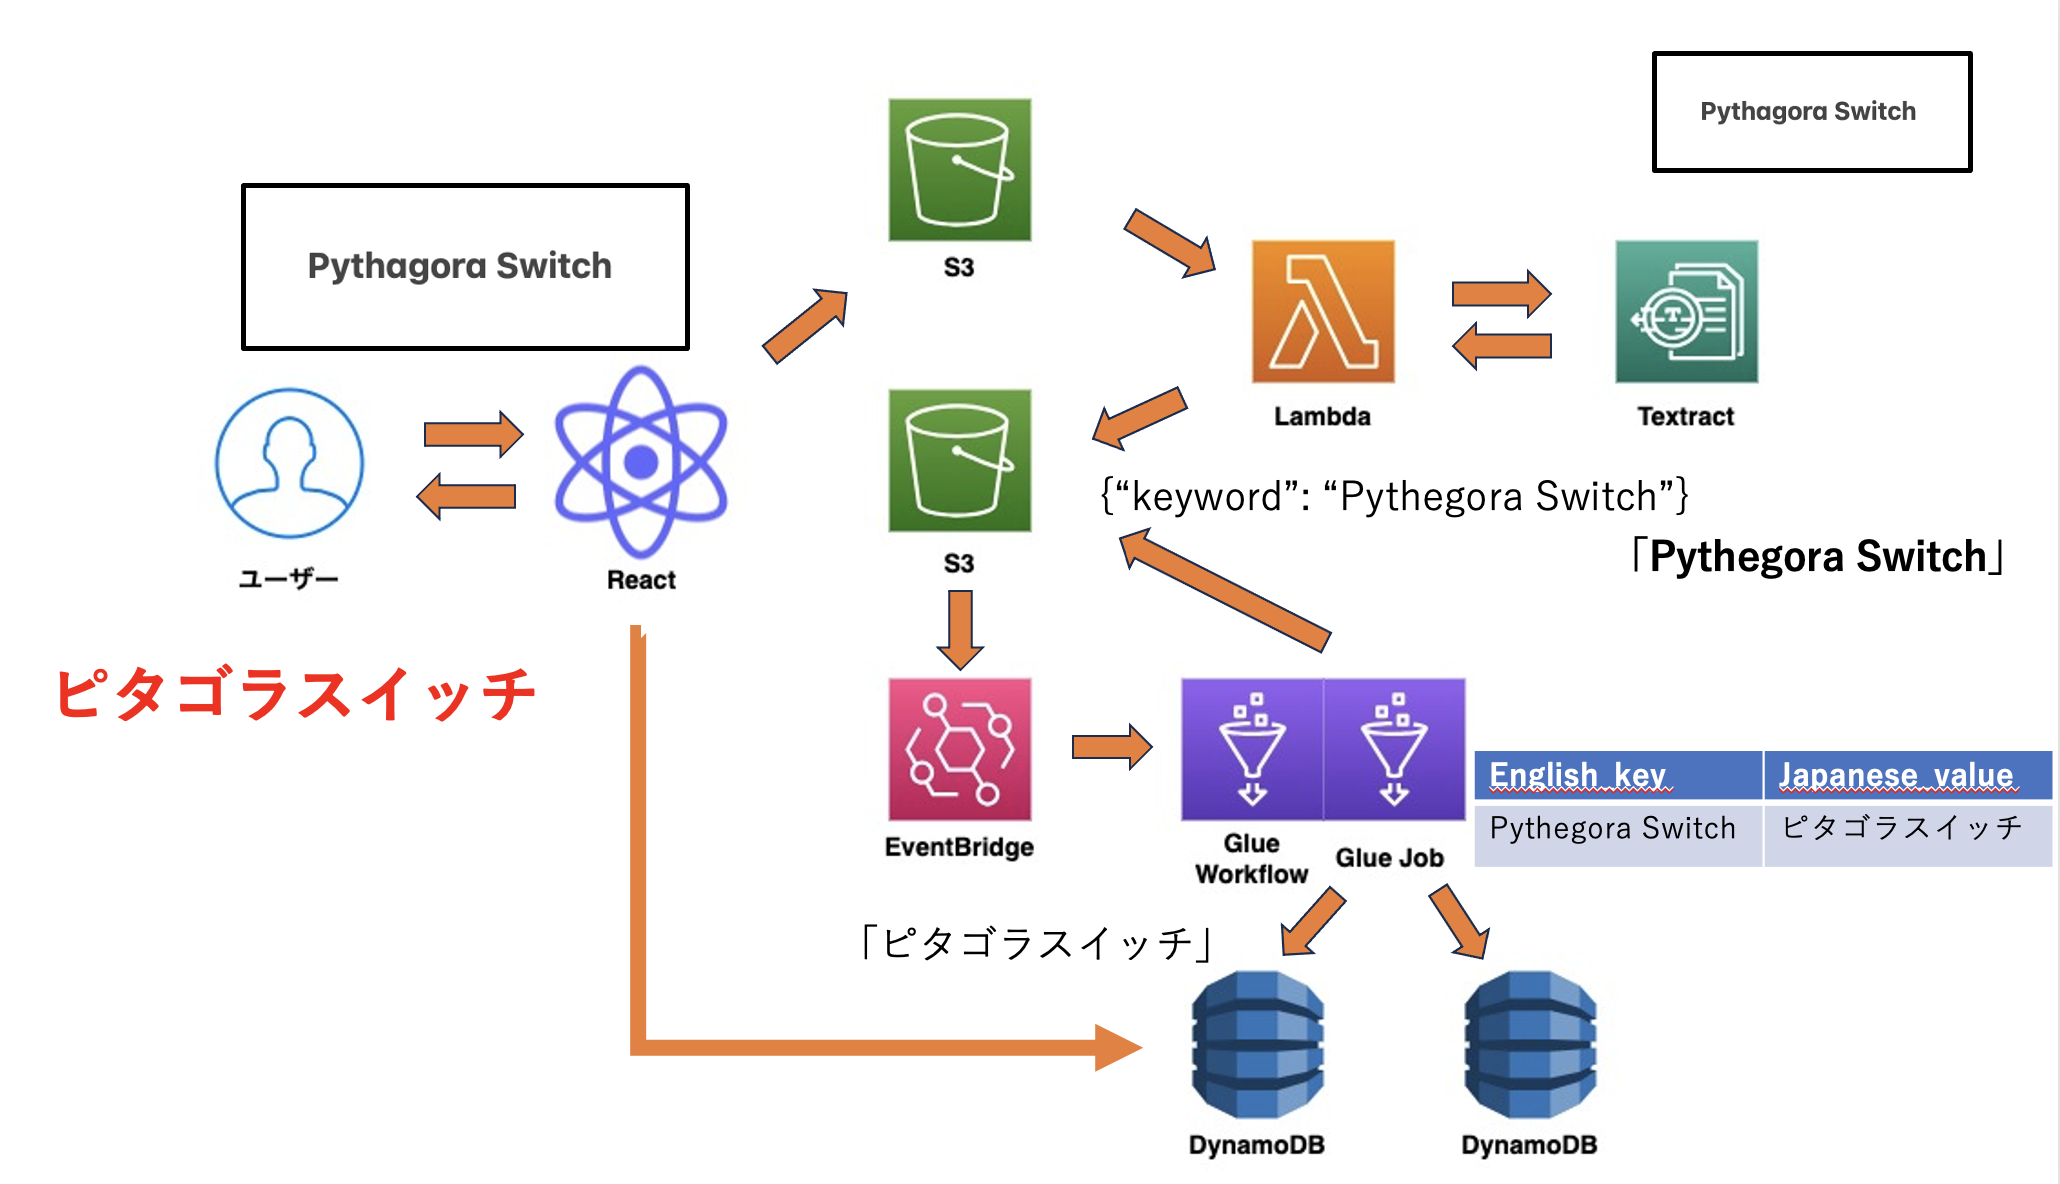 Pythagora Switch
S3
Pythagora Switch
Lambda
Textract
ユーザー
React
S3
{“keyword”: “Pythegora Switch”}
「Pythegora Switch」
ピタゴラスイッチ
EventBridge
Glue
Workflow
Glue Job
English_key
Japanese_value
Pythegora Switch
ピタゴラスイッチ
「ピタゴラスイッチ」
DynamoDB
DynamoDB